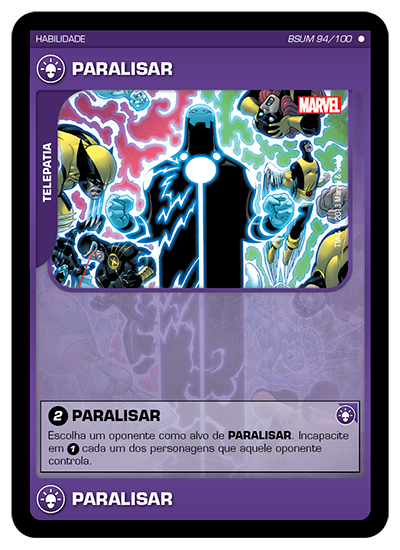 HABILIDADE
BSUM 94/100
PARALISAR
MARVEL
TELEPATIA
2 PARALISAR
Escolha um oponente como alvo de PARALISAR. Incapacite
em 1 cada um dos personagens que aquele oponente
controla.
PARALISAR